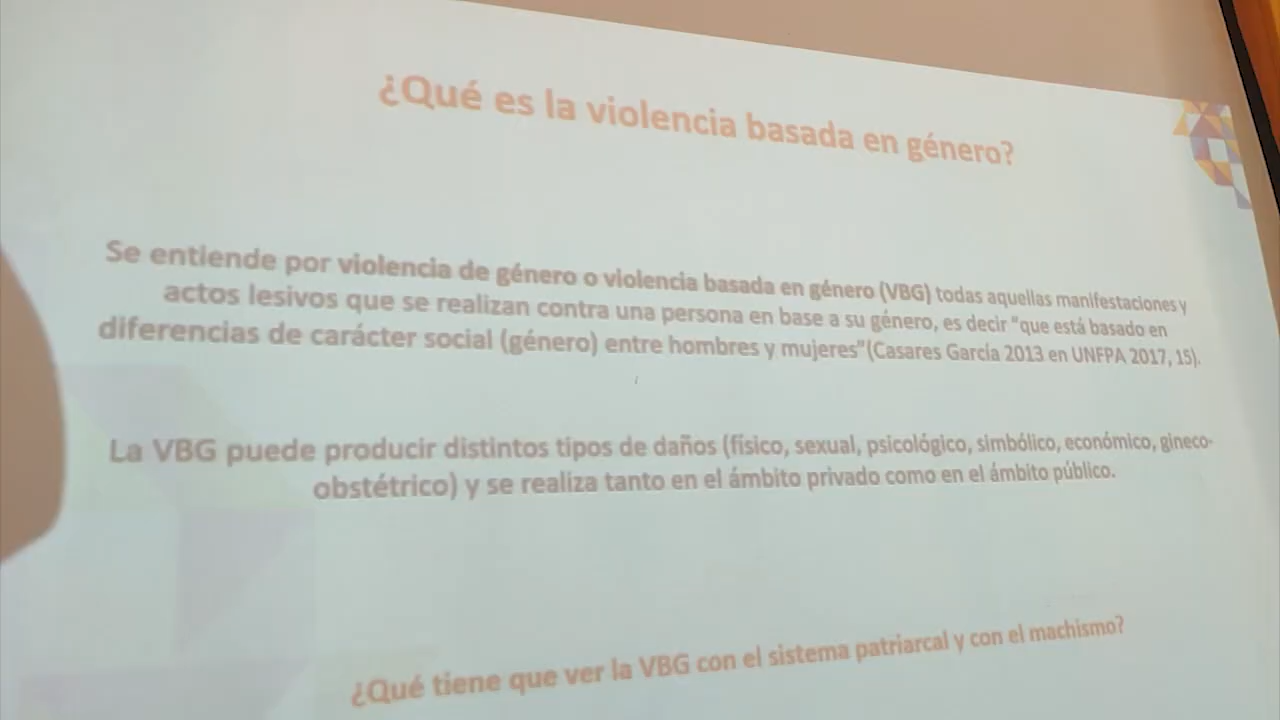 ¿Qué es la violencia basada en género?
Se entiende por violencia de género o violencia basada en género (VBG) todas aquellas manifestaciones y
actos lesivos que se realizan contra una persona en base a su género, es decir "que está basado en
diferencias de carácter social (género) entre hombres y mujeres"(Casares García 2013 en UNFPA 2017, 15).
La VBG puede producir distintos tipos de daños (físico, sexual, psicológico, simbólico, económico, gineco-
obstétrico) y se realiza tanto en el ámbito privado como en el ámbito público.
¿Qué tiene que ver la VBG con el sistema patriarcal y con el machismo?